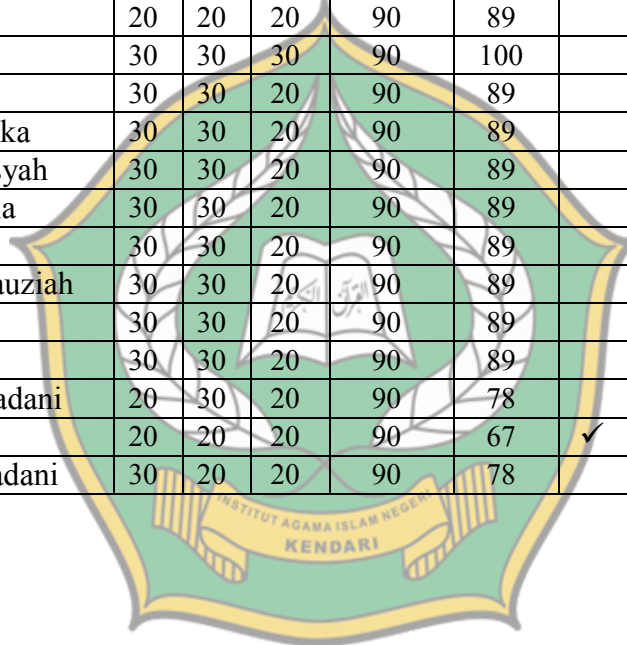 20 20 20 90 89
30 30 30 90 100
30 30 20 90 89
ka 30 30 20 90 89
yah 30 30 20 90 89
a 30 30 20 90 89
30 30 20 90 89
auziah 30 30 20 90 89
30 30 20 90 89
30 30 20 90 89
adani 20 30 20 90 78
20 20 20 90 67 ✓
adani 30 20 20 90 78
القرآن الكريم
INSTITUT AGAMA ISLAM NEGERI
KENDARI